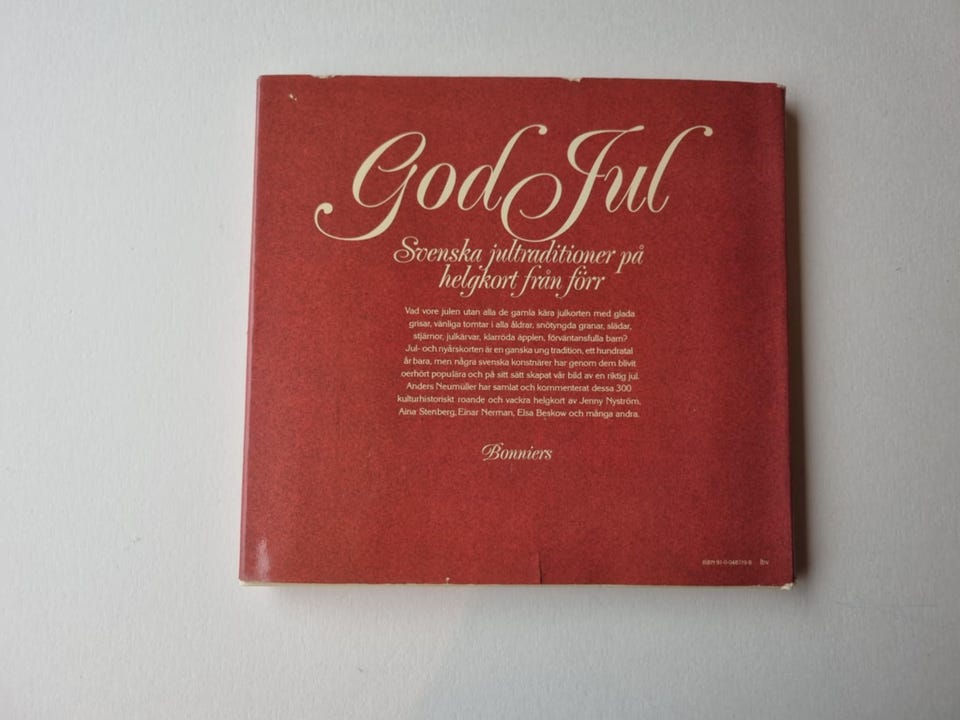 God Jul
Svenska jultraditioner på
helgkort från förr
Vad vore julen utan alla de gamla kära julkorten med glada
grisar, vänliga tomtar i alla åldrar, snötyngda granar, slädar,
stjärnor, julkärvar, klarröda äpplen, förväntansfulla barn?
Jul- och nyårskorten är en ganska ung tradition, ett hundratal
år bara, men några svenska konstnärer har genom dem blivit
oerhört populära och på sitt sätt skapat vår bild av en riktig jul.
Anders Neumüller har samlat och kommenterat dessa 300
kulturhistoriskt roande och vackra helgkort av Jenny Nyström,
Aina Stenberg, Einar Nerman, Elsa Beskow och många andra.
Bonniers
ISBN